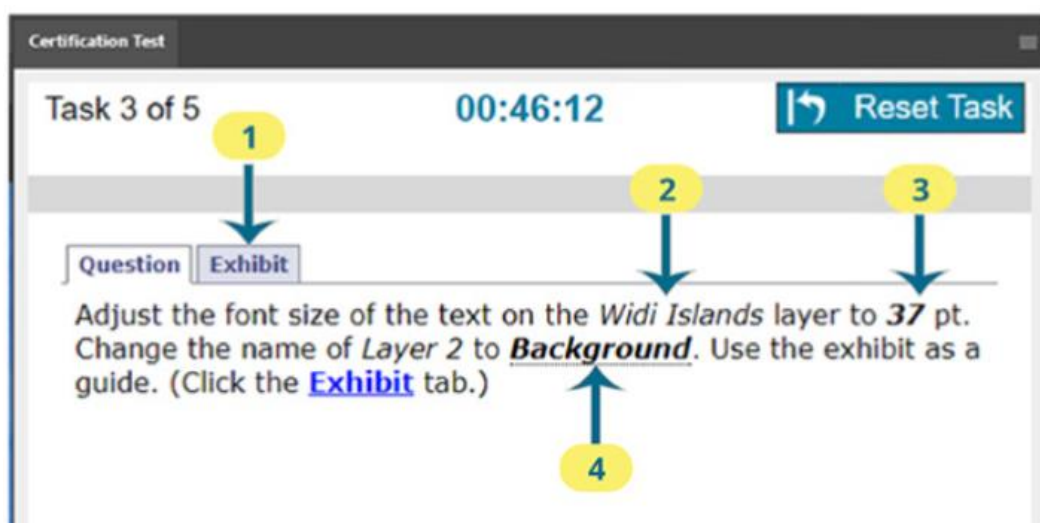 Certification Test
Task 3 of 5 00:46:12 Reset Task
1
2 3
Question Exhibit
Adjust the font size of the text on the Widi Islands layer to 37 pt.
Change the name of Layer 2 to Background. Use the exhibit as a
guide. (Click the Exhibit tab.)
4